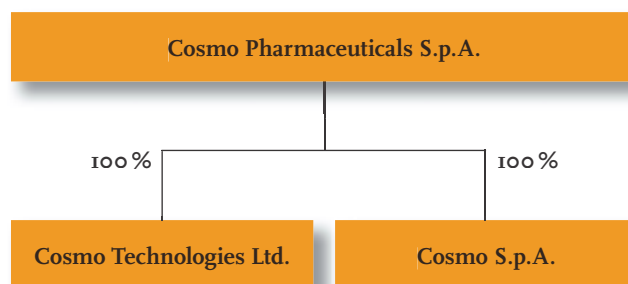 Cosmo Pharmaceuticals S.p.A.
100% 100%
Cosmo Technologies Ltd. Cosmo S.p.A.